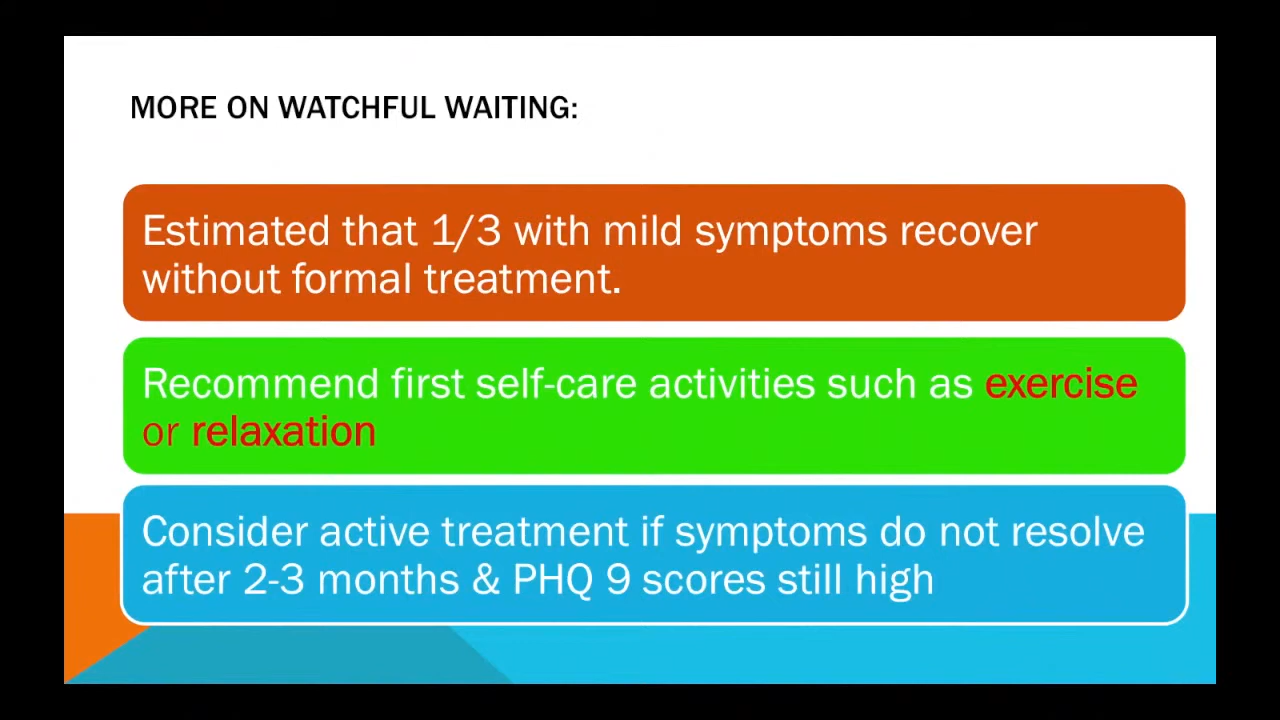 MORE ON WATCHFUL WAITING:
Estimated that 1/3 with mild symptoms recover
without formal treatment.
Recommend first self-care activities such as exercise
or relaxation
Consider active treatment if symptoms do not resolve
after 2-3 months & PHQ 9 scores still high